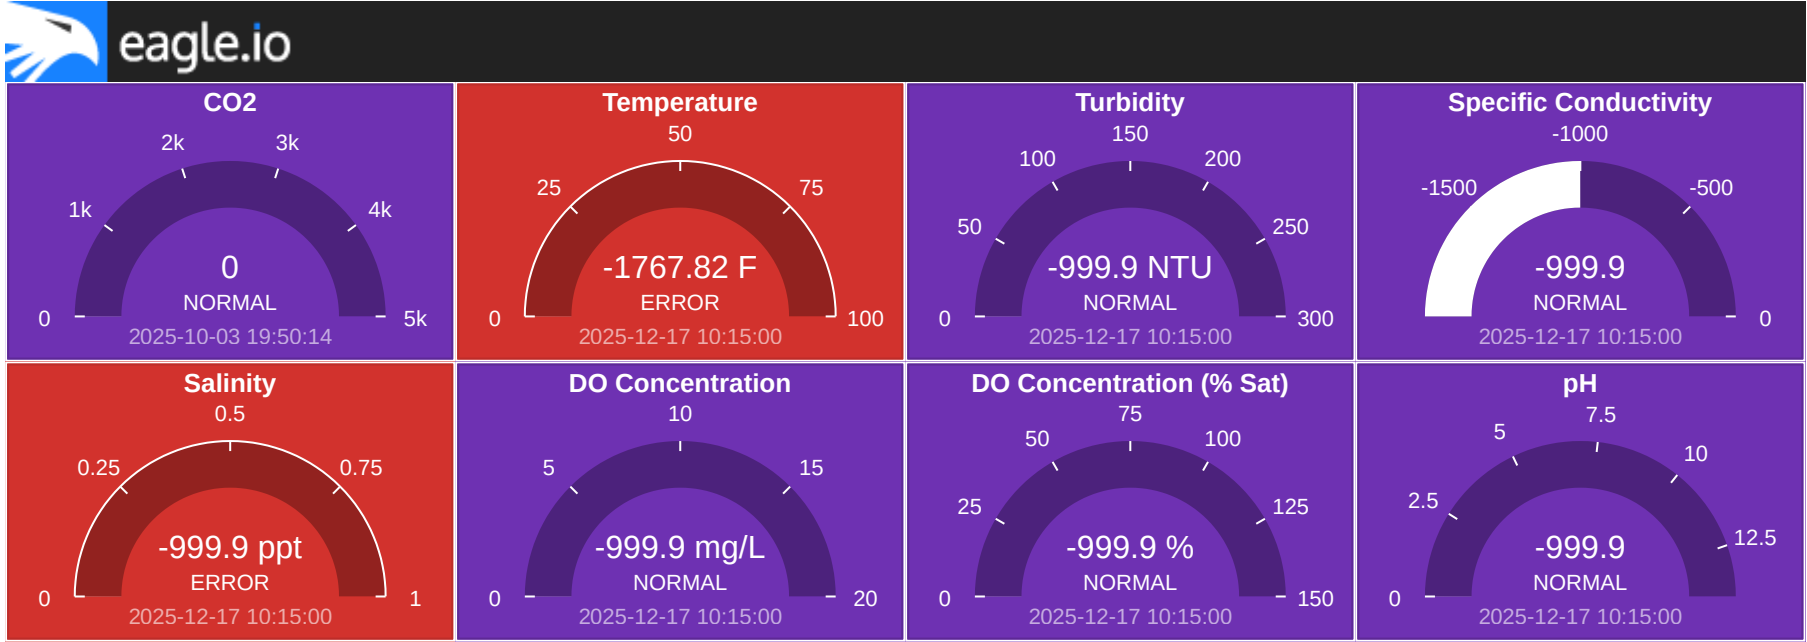 eagle.io
CO2
2k
3k
1k
4k
0
NORMAL
0
5k
2025-10-03 19:50:14
Temperature
50
25
75
-1767.82 F
ERROR
0
100
2025-12-17 10:15:00
Turbidity
150
100
200
50
250
-999.9 NTU
NORMAL
0
300
2025-12-17 10:15:00
Specific Conductivity
-1000
-1500
-500
-999.9
NORMAL
0
2025-12-17 10:15:00
Salinity
0.5
0.25
0.75
-999.9 ppt
ERROR
0
1
2025-12-17 10:15:00
DO Concentration
10
5
15
-999.9 mg/L
NORMAL
0
20
2025-12-17 10:15:00
DO Concentration (% Sat)
75
50
100
25
125
-999.9 %
NORMAL
0
150
2025-12-17 10:15:00
pH
7.5
5
10
2.5
12.5
-999.9
NORMAL
0
2025-12-17 10:15:00